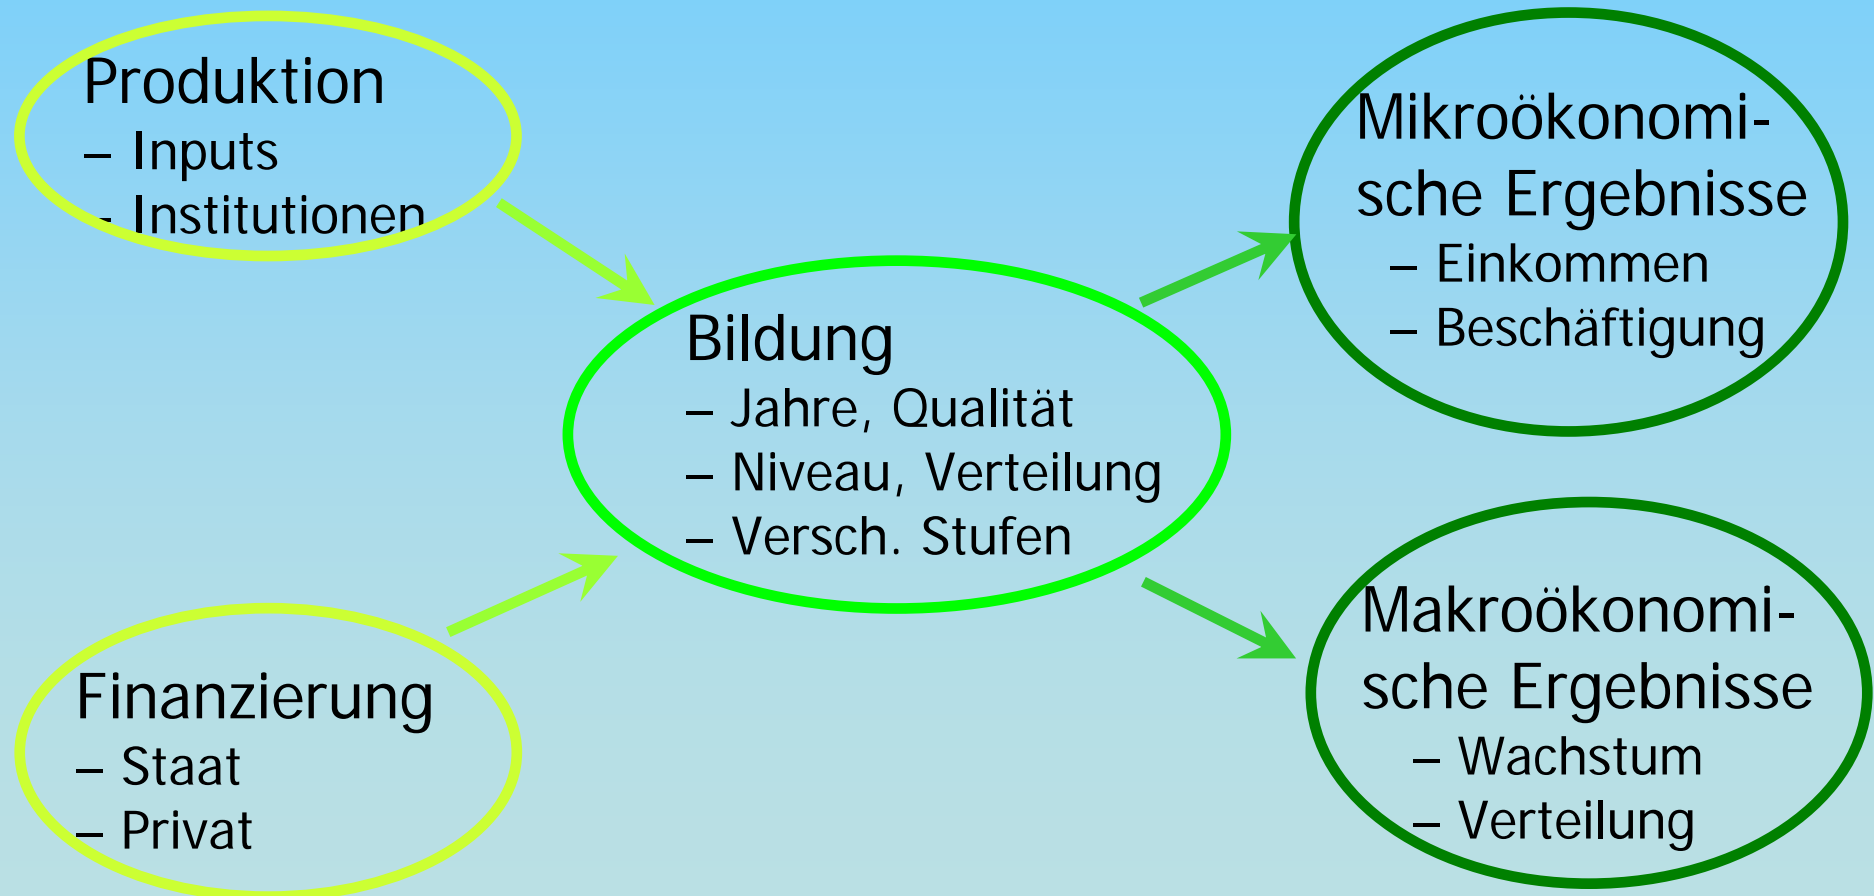 Produktion
– Inputs
– Institutionen
Finanzierung
– Staat
– Privat
Bildung
– Jahre, Qualität
– Niveau, Verteilung
– Versch. Stufen
Mikroökonomi-
sche Ergebnisse
– Einkommen
– Beschäftigung
Makroökonomi-
sche Ergebnisse
– Wachstum
– Verteilung